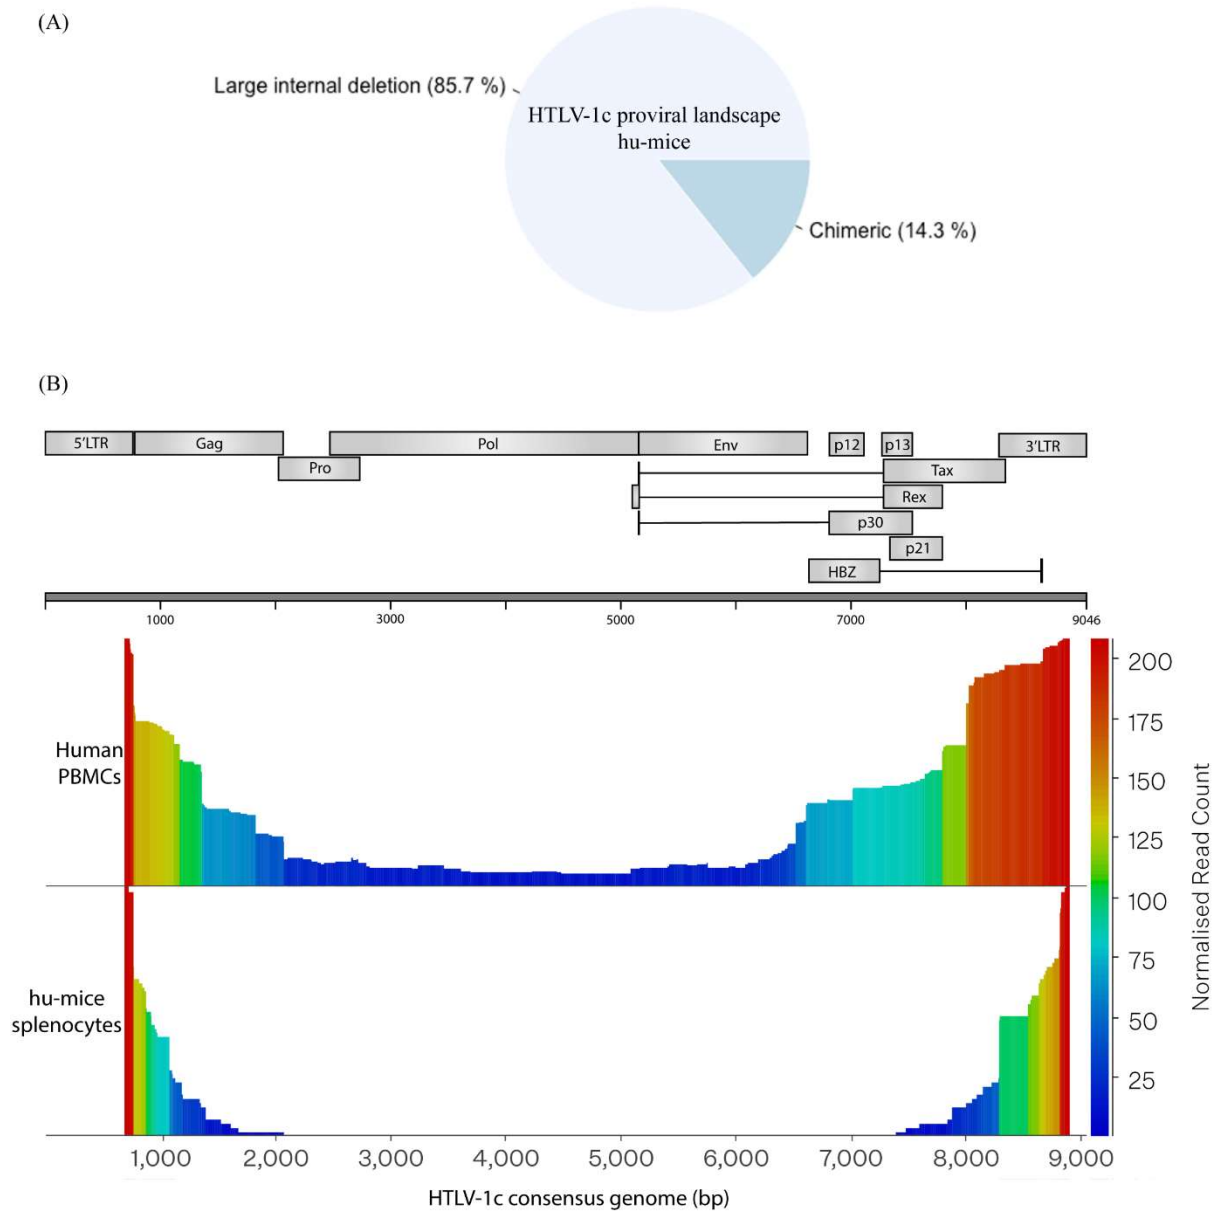 (A)
Large internal deletion (85.7 %)
HTLV-1c proviral landscape
hu-mice
Chimeric (14.3 %)
(B)
5'LTR Gag Pol Env p12 p13 3'LTR
Pro Tax
Rex
p30
p21
HBZ
1000 3000 5000 7000 9046
Human
PBMCs
hu-mice
splenocytes
200
175
150
125
100
75
50
25
Normalised Read Count
1,000 2,000 3,000 4,000 5,000 6,000 7,000 8,000 9,000
HTLV-1c consensus genome (bp)